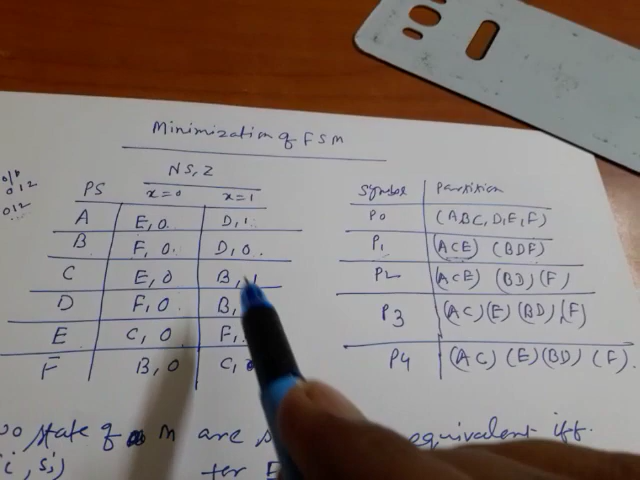 Minimization of FSM
NS, Z
PS x=0 x=1
A E, 0 D, 1
B F, 0 D, 0
C E, 0 B, 1
D F, 0 B,
E C, 0 F,
F B, 0 C,
Symbol Partition
P0 (ABC,D,E,F)
P1 (ACE) (BDF)
P2 (ACE) (BD) (F)
P3 (AC)(E)(BD)(F)
P4 (AC) (E)(BD) (F).
state of M are equivalent iff.